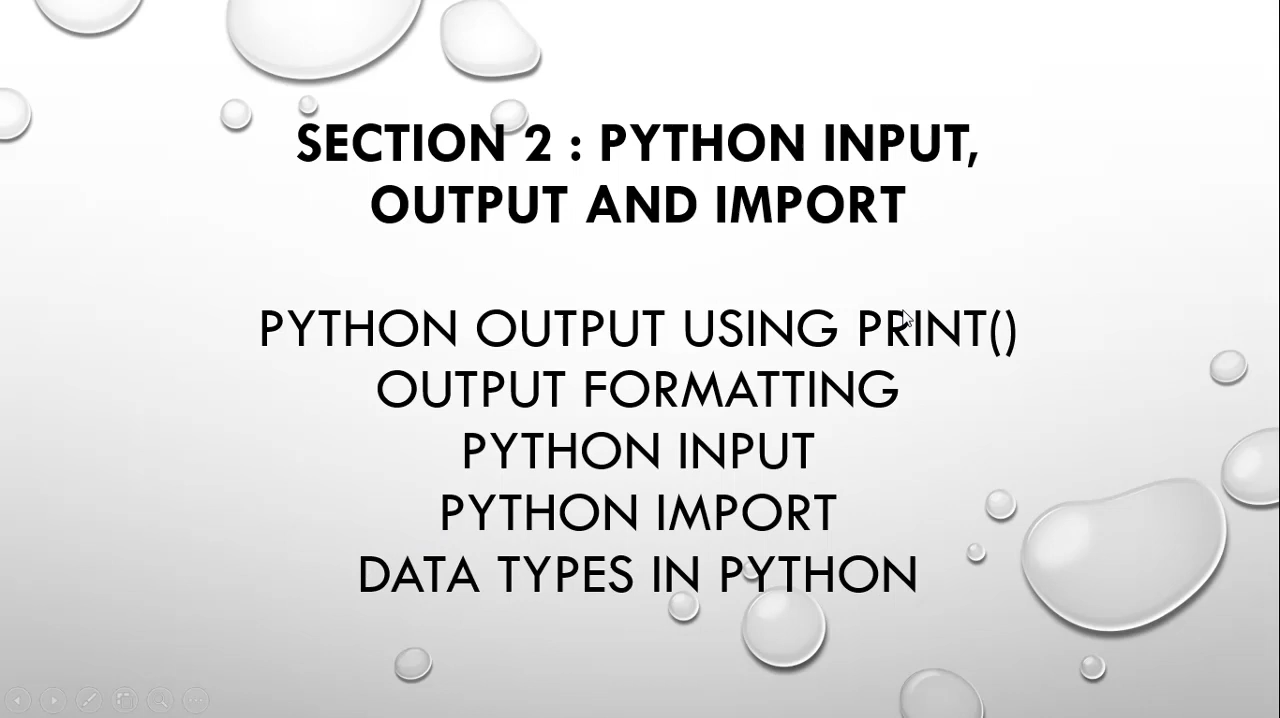 SECTION 2 : PYTHON INPUT,
OUTPUT AND IMPORT
PYTHON OUTPUT USING PRINT()
OUTPUT FORMATTING
PYTHON INPUT
PYTHON IMPORT
DATA TYPES IN PYTHON